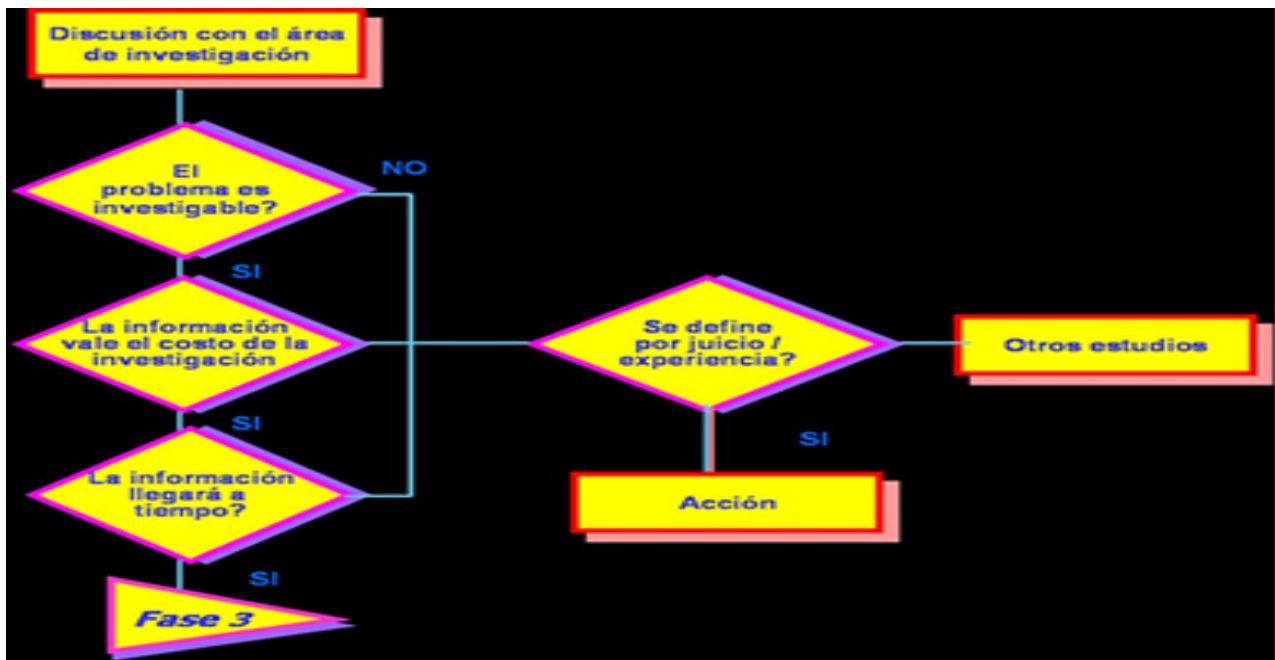 Discusión con el área
de investigación
El
problema es
investigable?
NO
SI
La información
vale el costo de la
investigación
SI
La información
llegará a
tiempo?
SI
Fase 3
Se define
por juicio /
experiencia?
SI
Acción
Otros estudios